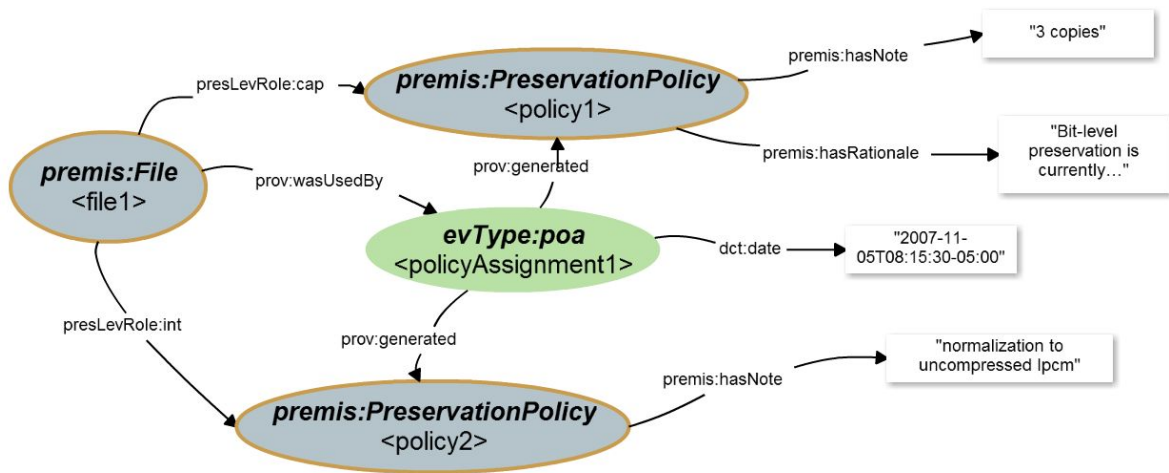 "3 copies"
premis:hasNote
presLevRole:cap
premis:PreservationPolicy
<policy1>
"Bit-level
preservation is
currently…"
premis:hasRationale
premis:File
<file1>
prov:wasUsedBy
prov:generated
evType:poa
<policyAssignment1>
dct:date
"2007-11-
05T08:15:30-05:00"
presLevRole:int
prov:generated
"normalization to
uncompressed lpcm"
premis:hasNote
premis:PreservationPolicy
<policy2>